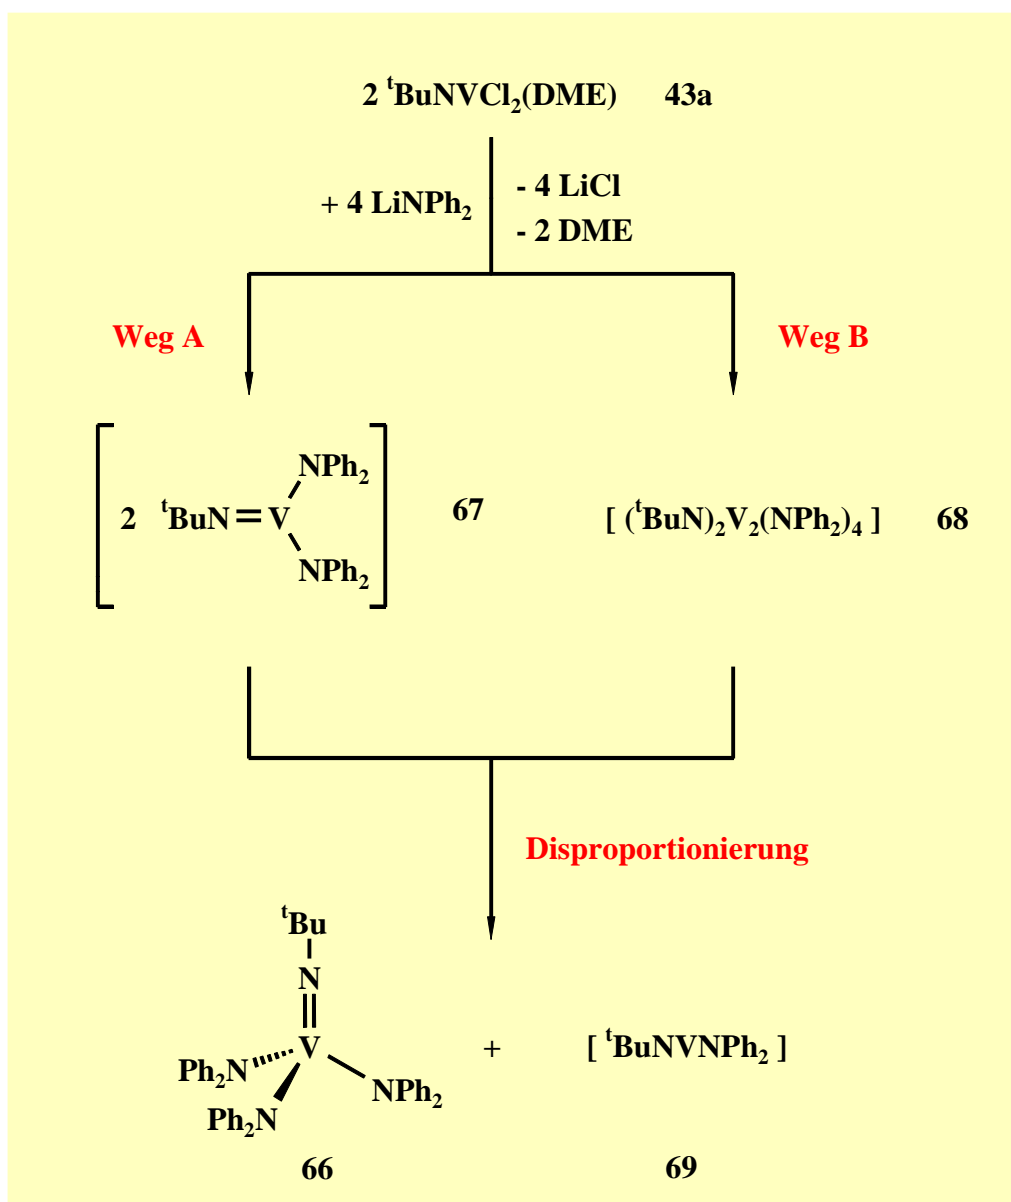 2 ᵗBuNVCl₂(DME) 43a
+ 4 LiNPh₂
- 4 LiCl
- 2 DME
Weg A
Weg B
NPh₂
2 ᵗBuN=V 67
NPh₂
[ (ᵗBuN)₂V₂(NPh₂)₄ ] 68
Disproportionierung
ᵗBu
N
V
Ph₂N
NPh₂
Ph₂N
+ [ ᵗBuNVNPh₂ ]
66
69